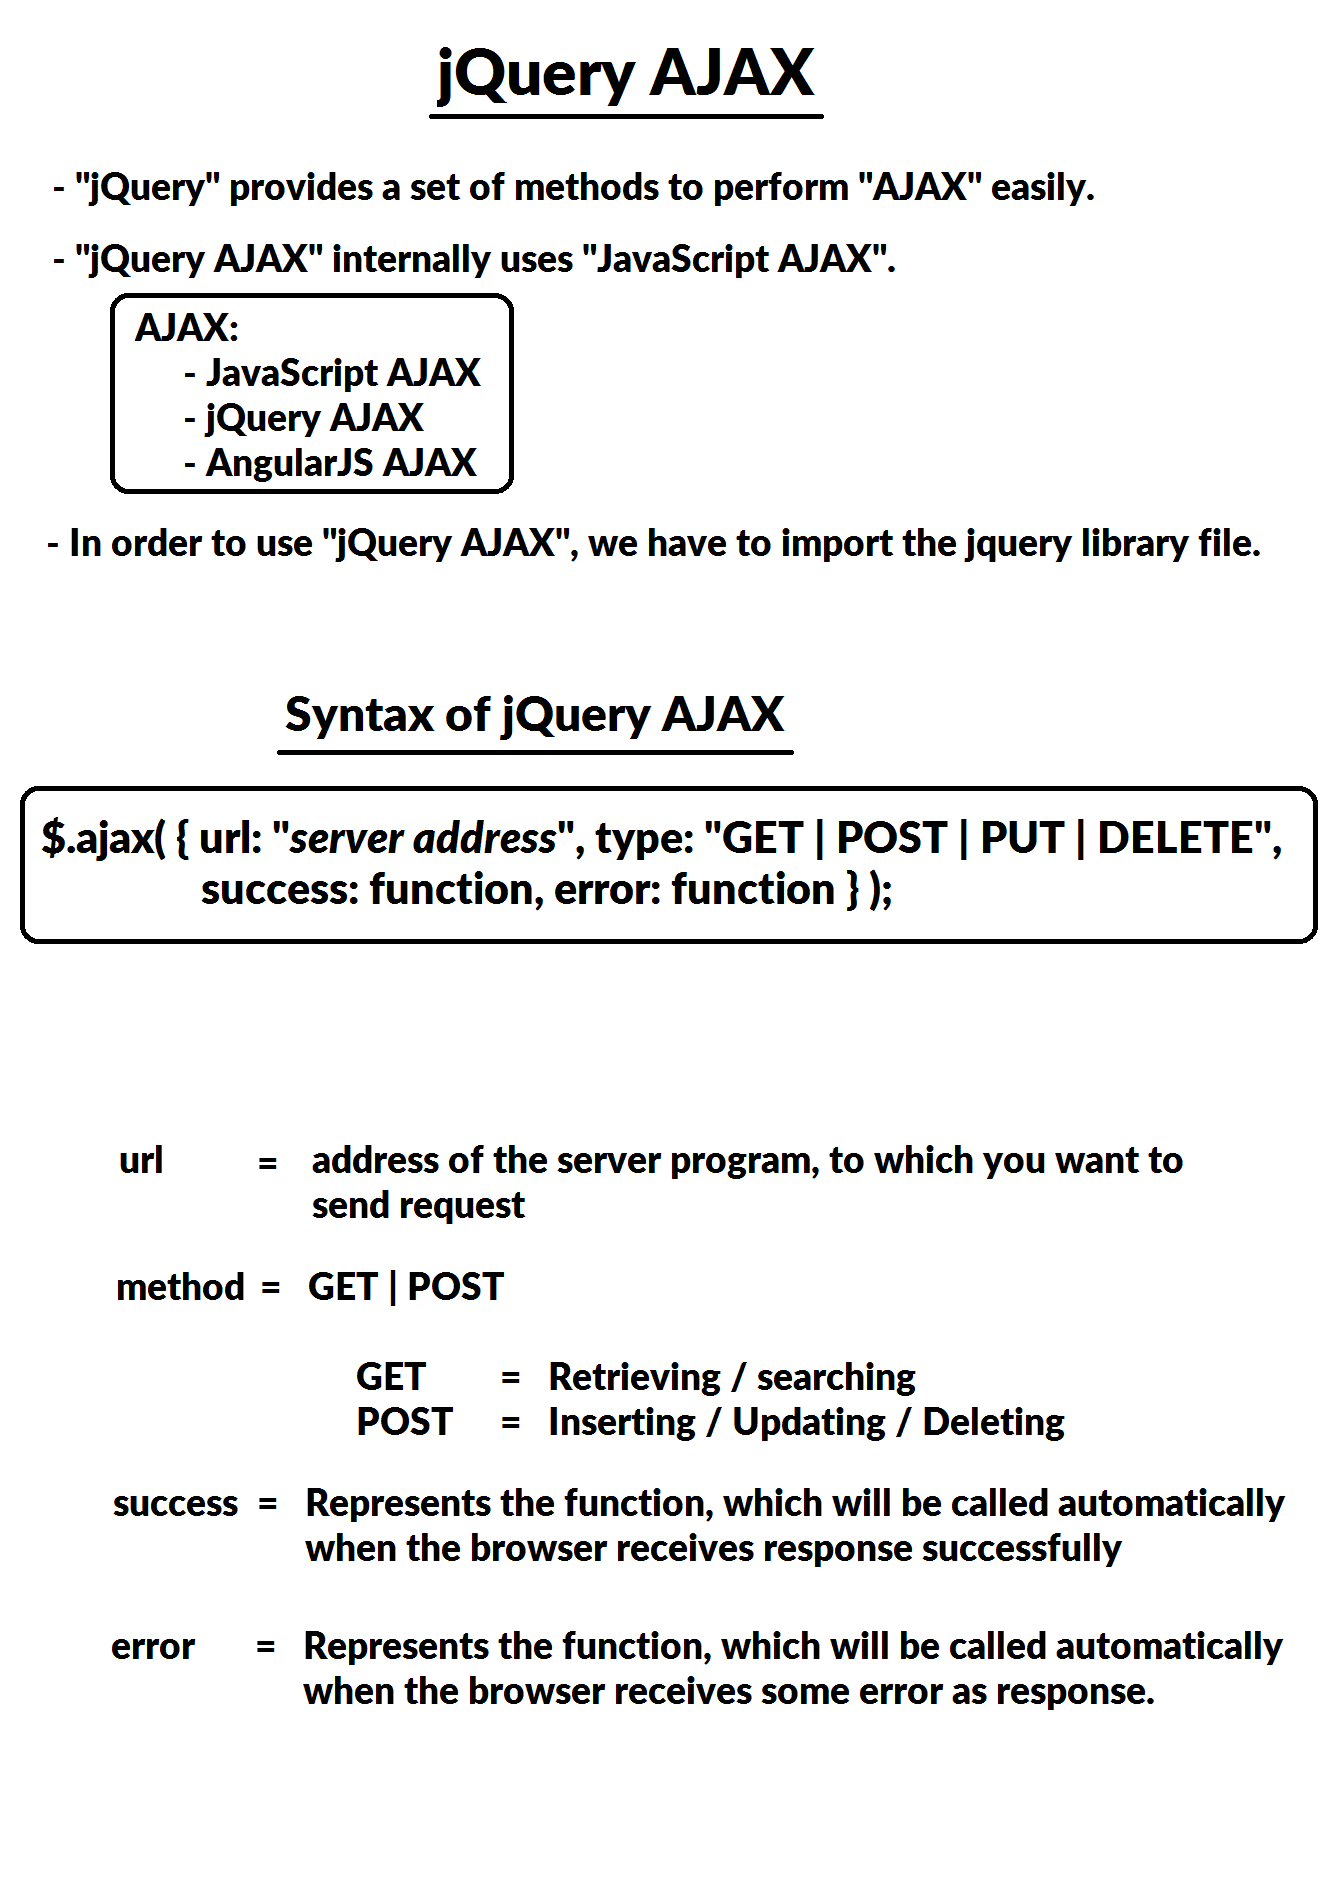 jQuery AJAX
- "jQuery" provides a set of methods to perform "AJAX" easily.
- "jQuery AJAX" internally uses "JavaScript AJAX".
AJAX:
- JavaScript AJAX
- jQuery AJAX
- AngularJS AJAX
- In order to use "jQuery AJAX", we have to import the jquery library file.
Syntax of jQuery AJAX
$.ajax( { url: "server address", type: "GET | POST | PUT | DELETE",
success: function, error: function } );
url = address of the server program, to which you want to
send request
method = GET | POST
GET = Retrieving / searching
POST = Inserting / Updating / Deleting
success = Represents the function, which will be called automatically
when the browser receives response successfully
error = Represents the function, which will be called automatically
when the browser receives some error as response.